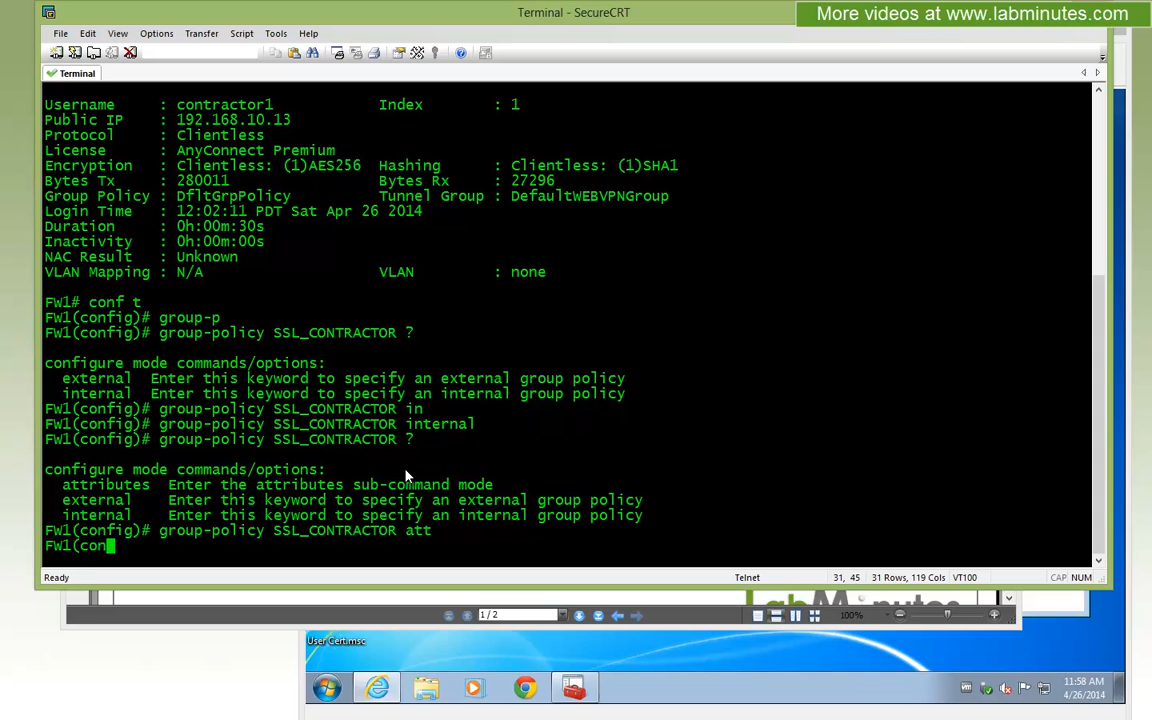 Terminal - SecureCRT
More videos at www.labminutes.com
File Edit View Options Transfer Script Tools Help
Terminal
Username : contractor1 Index : 1
Public IP : 192.168.10.13
Protocol : Clientless
License : AnyConnect Premium
Encryption : Clientless: (1)AES256 Hashing : Clientless: (1)SHA1
Bytes Tx : 280011 Bytes Rx : 27296
Group Policy : DfltGrpPolicy Tunnel Group : DefaultWEBVPNGroup
Login Time : 12:02:11 PDT Sat Apr 26 2014
Duration : 0h:00m:30s
Inactivity : 0h:00m:00s
NAC Result : Unknown
VLAN Mapping : N/A VLAN : none
FW1# conf t
FW1(config)# group-p
FW1(config)# group-policy SSL_CONTRACTOR ?
configure mode commands/options:
external Enter this keyword to specify an external group policy
internal Enter this keyword to specify an internal group policy
FW1(config)# group-policy SSL_CONTRACTOR in
FW1(config)# group-policy SSL_CONTRACTOR internal
FW1(config)# group-policy SSL_CONTRACTOR ?
configure mode commands/options:
attributes Enter the attributes sub-command mode
external Enter this keyword to specify an external group policy
internal Enter this keyword to specify an internal group policy
FW1(config)# group-policy SSL_CONTRACTOR att
FW1(con
Ready Telnet 31, 45 31 Rows, 119 Cols VT100 CAP NUM
1 / 2 100%
User Cert.msc
11:58 AM
4/26/2014